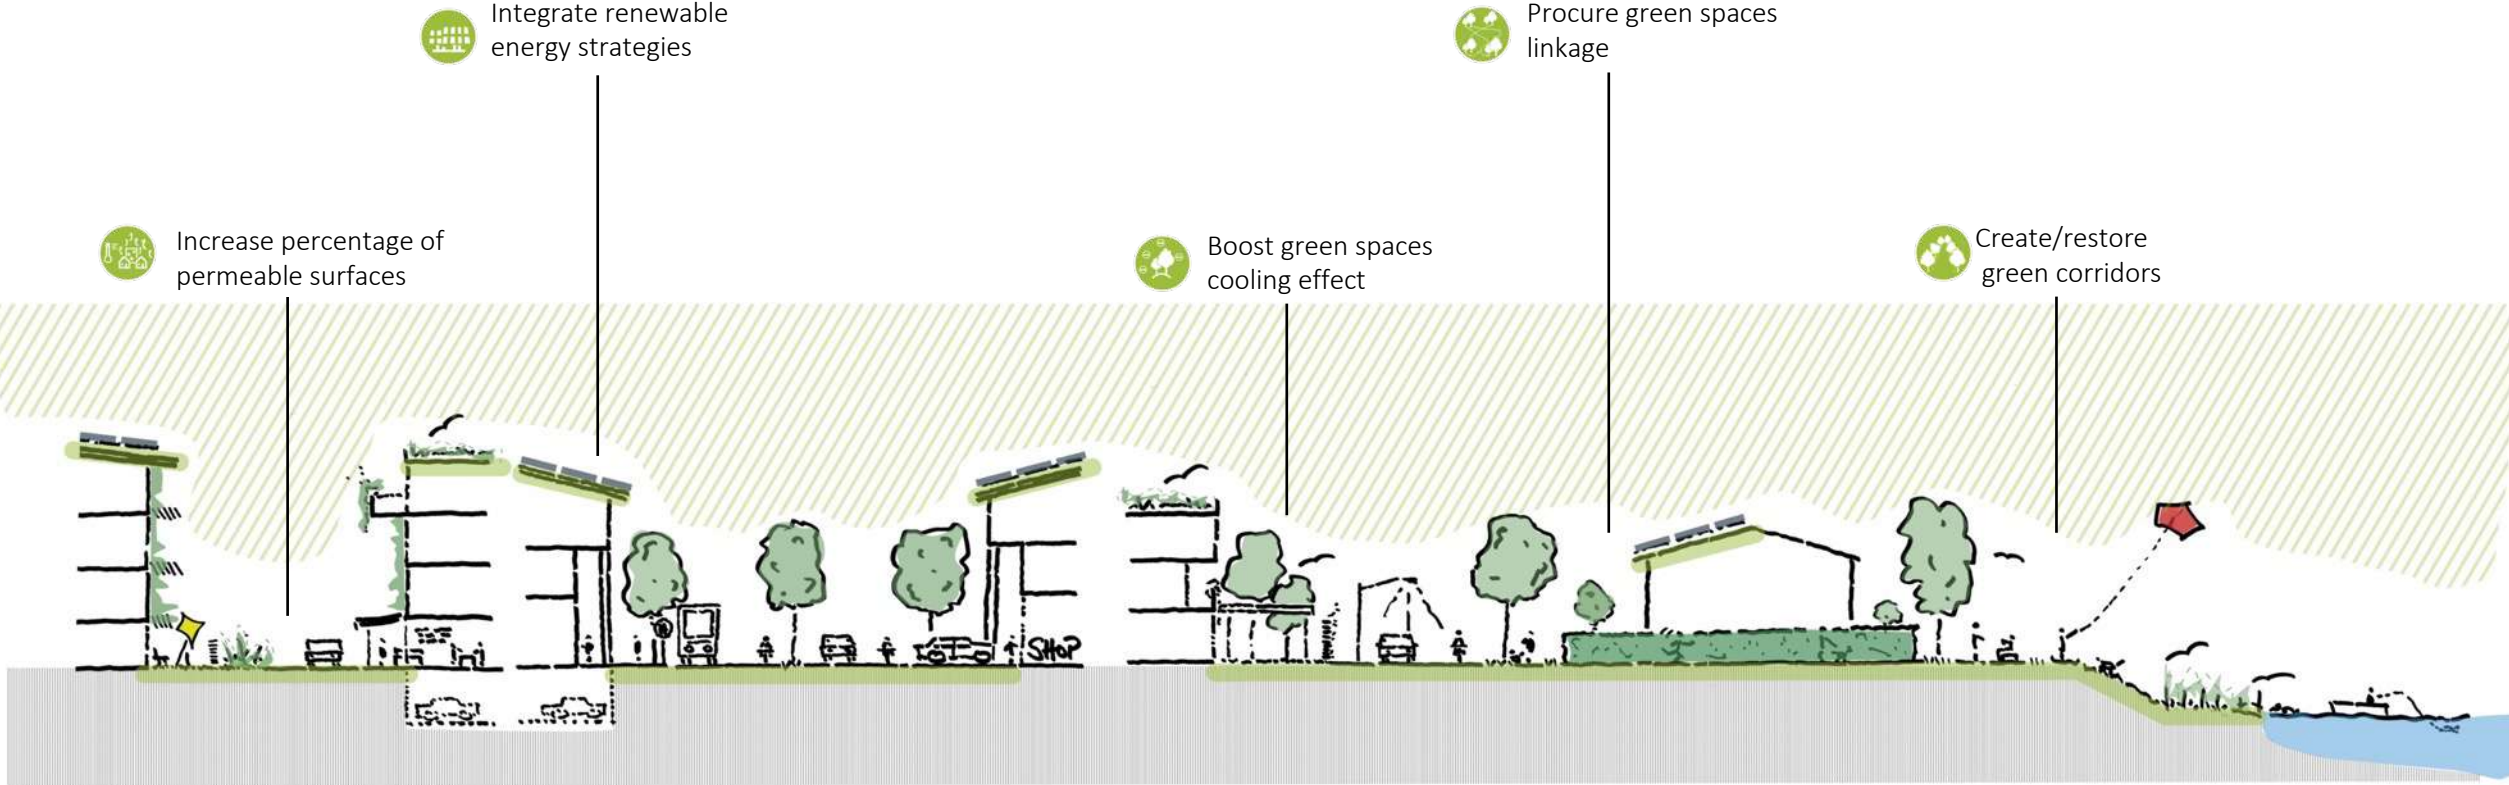 Integrate renewable
energy strategies
Procure green spaces
linkage
Increase percentage of
permeable surfaces
Boost green spaces
cooling effect
Create/restore
green corridors
SHOP